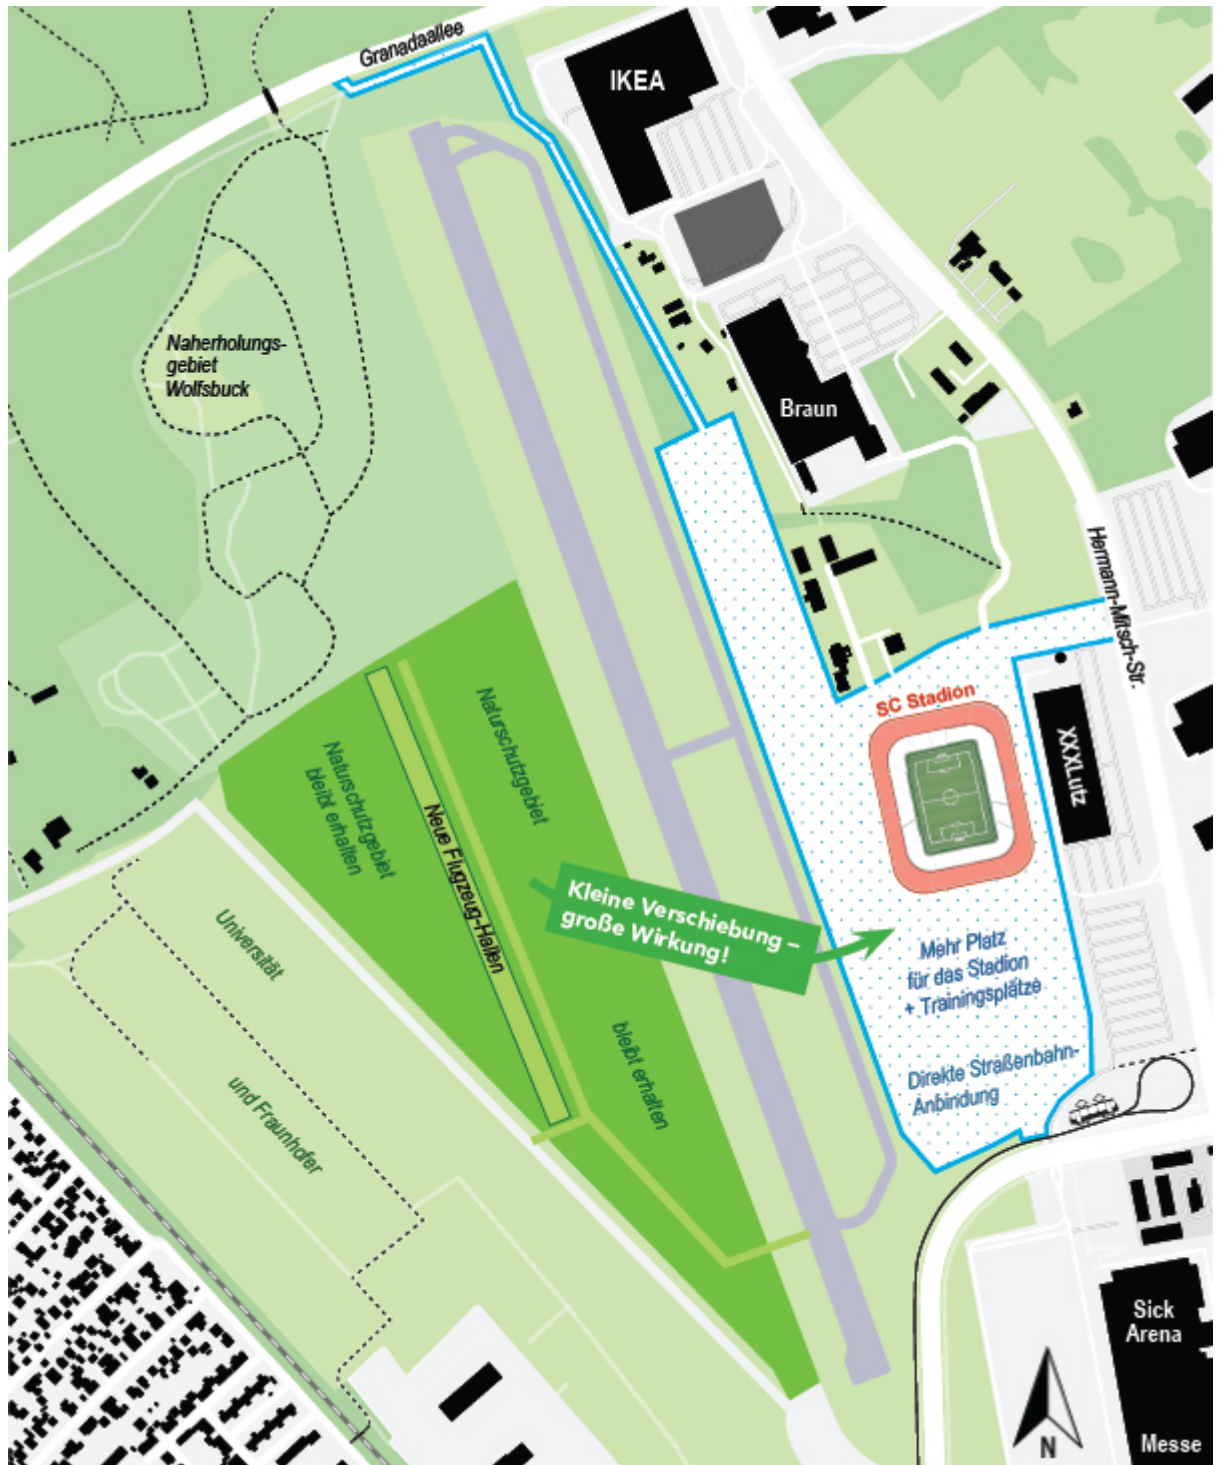 Granadaallee
IKEA
Naherholungs-
gebiet
Wolfsbuck
Braun
Hermann-Mitsch-Str.
SC Stadion
XXXLutz
Naturschutzgebiet
Naturschutzgebiet
bleibt erhalten
Neue Flugzeug-Hallen
Kleine Verschiebung –
große Wirkung!
Mehr Platz
für das Stadion
+ Trainingsplätze
Universität
bleibt erhalten
Direkte Straßenbahn-
Anbindung
und Fraunhofer
Sick
Arena
N
Messe